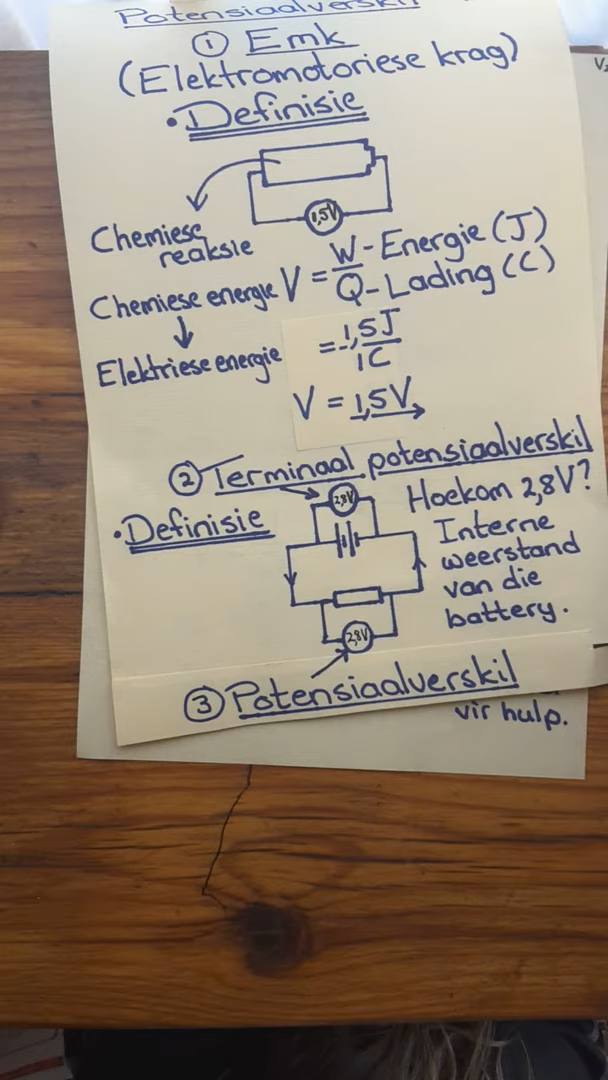 Potensiaalverskil
① Emk
(Elektromotoriese krag)
• Definisie
1,5V
Chemiese
reaksie
Chemiese energie
↓
Elektriese energie
V = W - Energie (J)
Q - Lading (C)
= 1,5J
1C
V = 1,5V
② Terminaal potensiaalverskil
• Definisie
2,8V
Hoekom 2,8V?
Interne
weerstand
van die
battery.
2,8V
③ Potensiaalverskil
vir hulp.